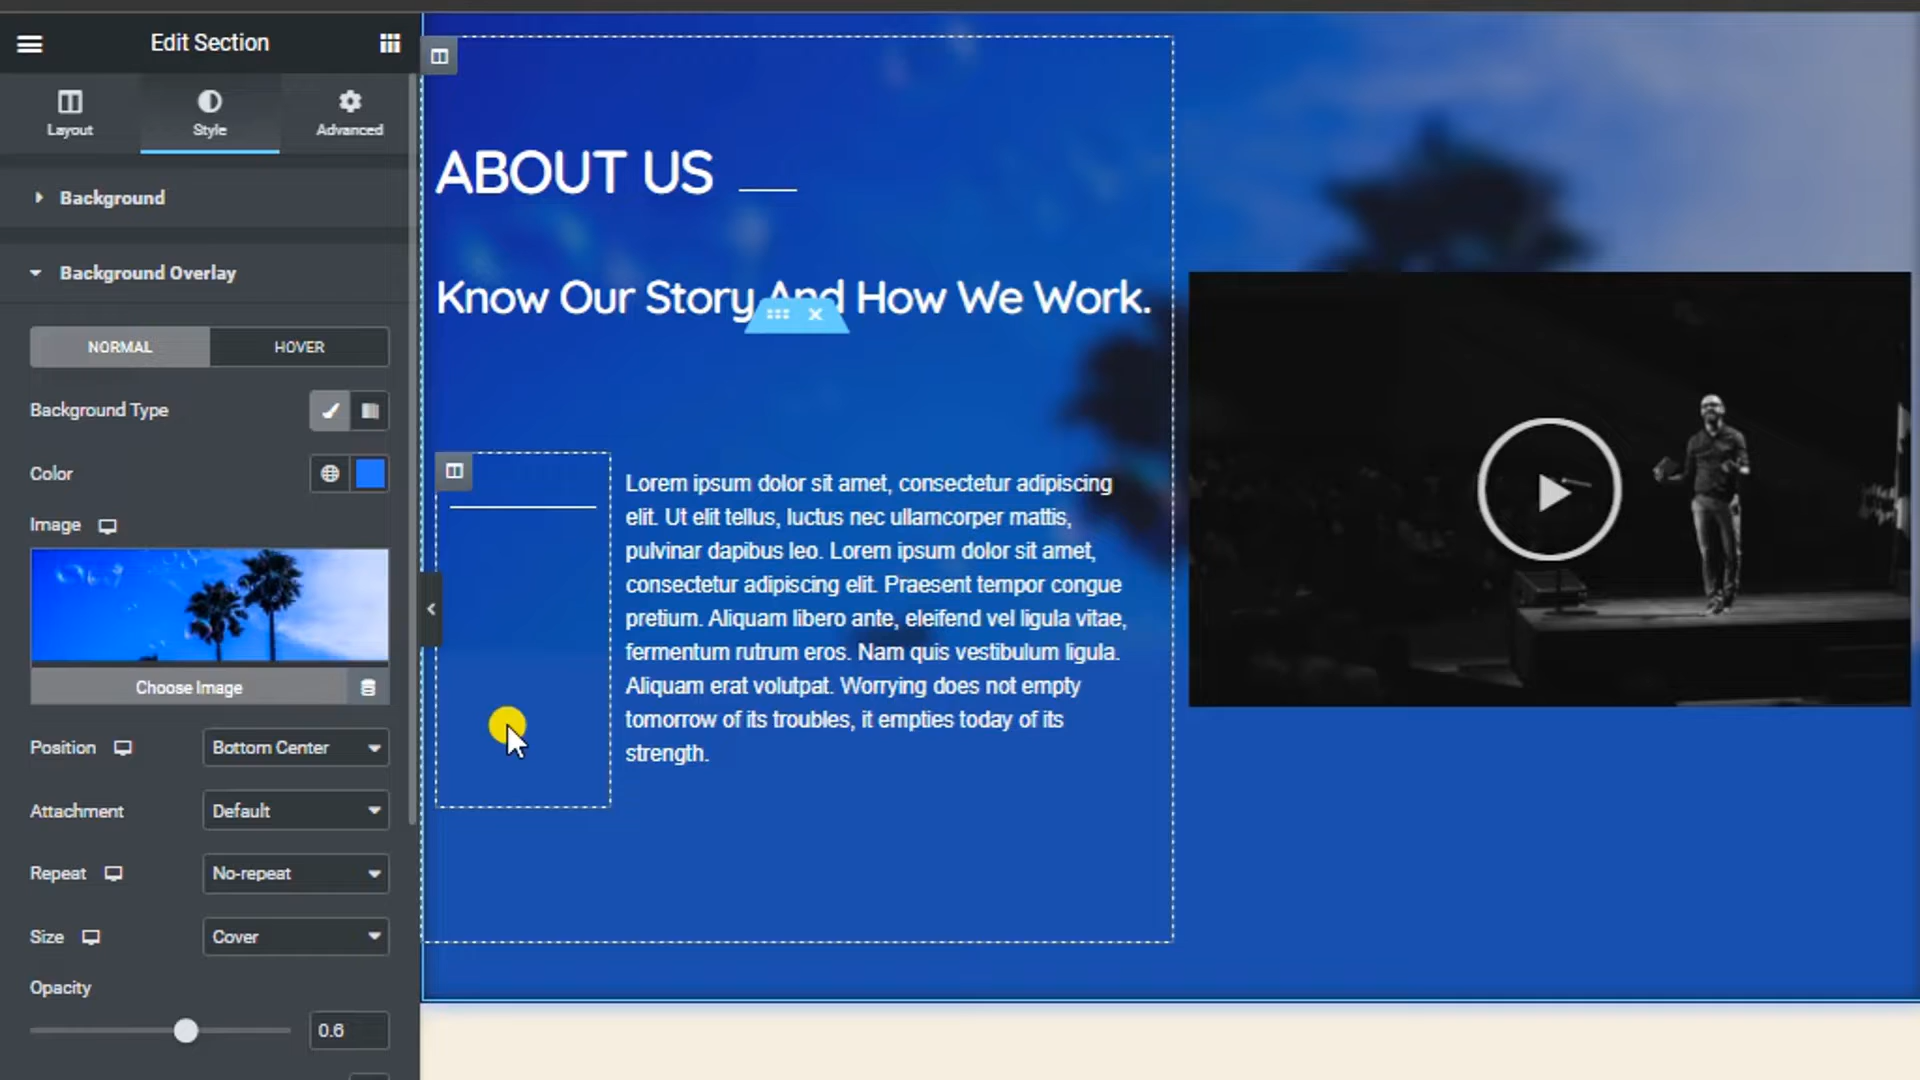 Edit Section
Layout
Style
Advanced
Background
Background Overlay
NORMAL
HOVER
Background Type
Color
Image
Choose Image
Position
Bottom Center
Attachment
Default
Repeat
No-repeat
Size
Cover
Opacity
0.6
ABOUT US
Know Our Story And How We Work.
Lorem ipsum dolor sit amet, consectetur adipiscing
elit. Ut elit tellus, luctus nec ullamcorper mattis,
pulvinar dapibus leo. Lorem ipsum dolor sit amet,
consectetur adipiscing elit. Praesent tempor congue
pretium. Aliquam libero ante, eleifend vel ligula vitae,
fermentum rutrum eros. Nam quis vestibulum ligula.
Aliquam erat volutpat. Worrying does not empty
tomorrow of its troubles, it empties today of its
strength.